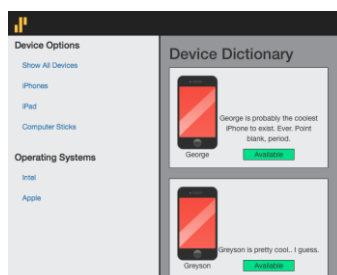 Device Options
Show All Devices
iPhones
iPad
Computer Sticks
Operating Systems
Intel
Apple
Device Dictionary
George is probably the coolest
iPhone to exist. Ever. Point
blank, period.
George
Available
Greyson is pretty cool.. I guess.
Greyson
Available